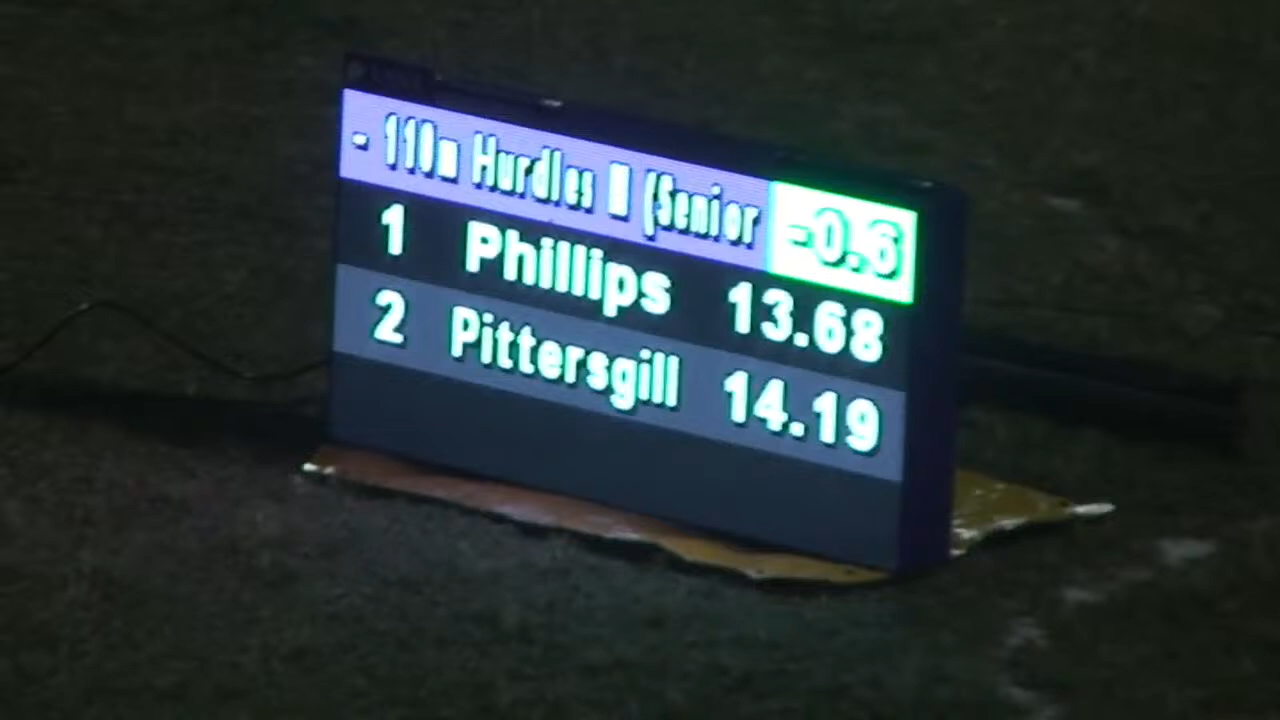 - 110m Hurdles M (Senior -0.6
1 Phillips 13.68
2 Pittersgill 14.19